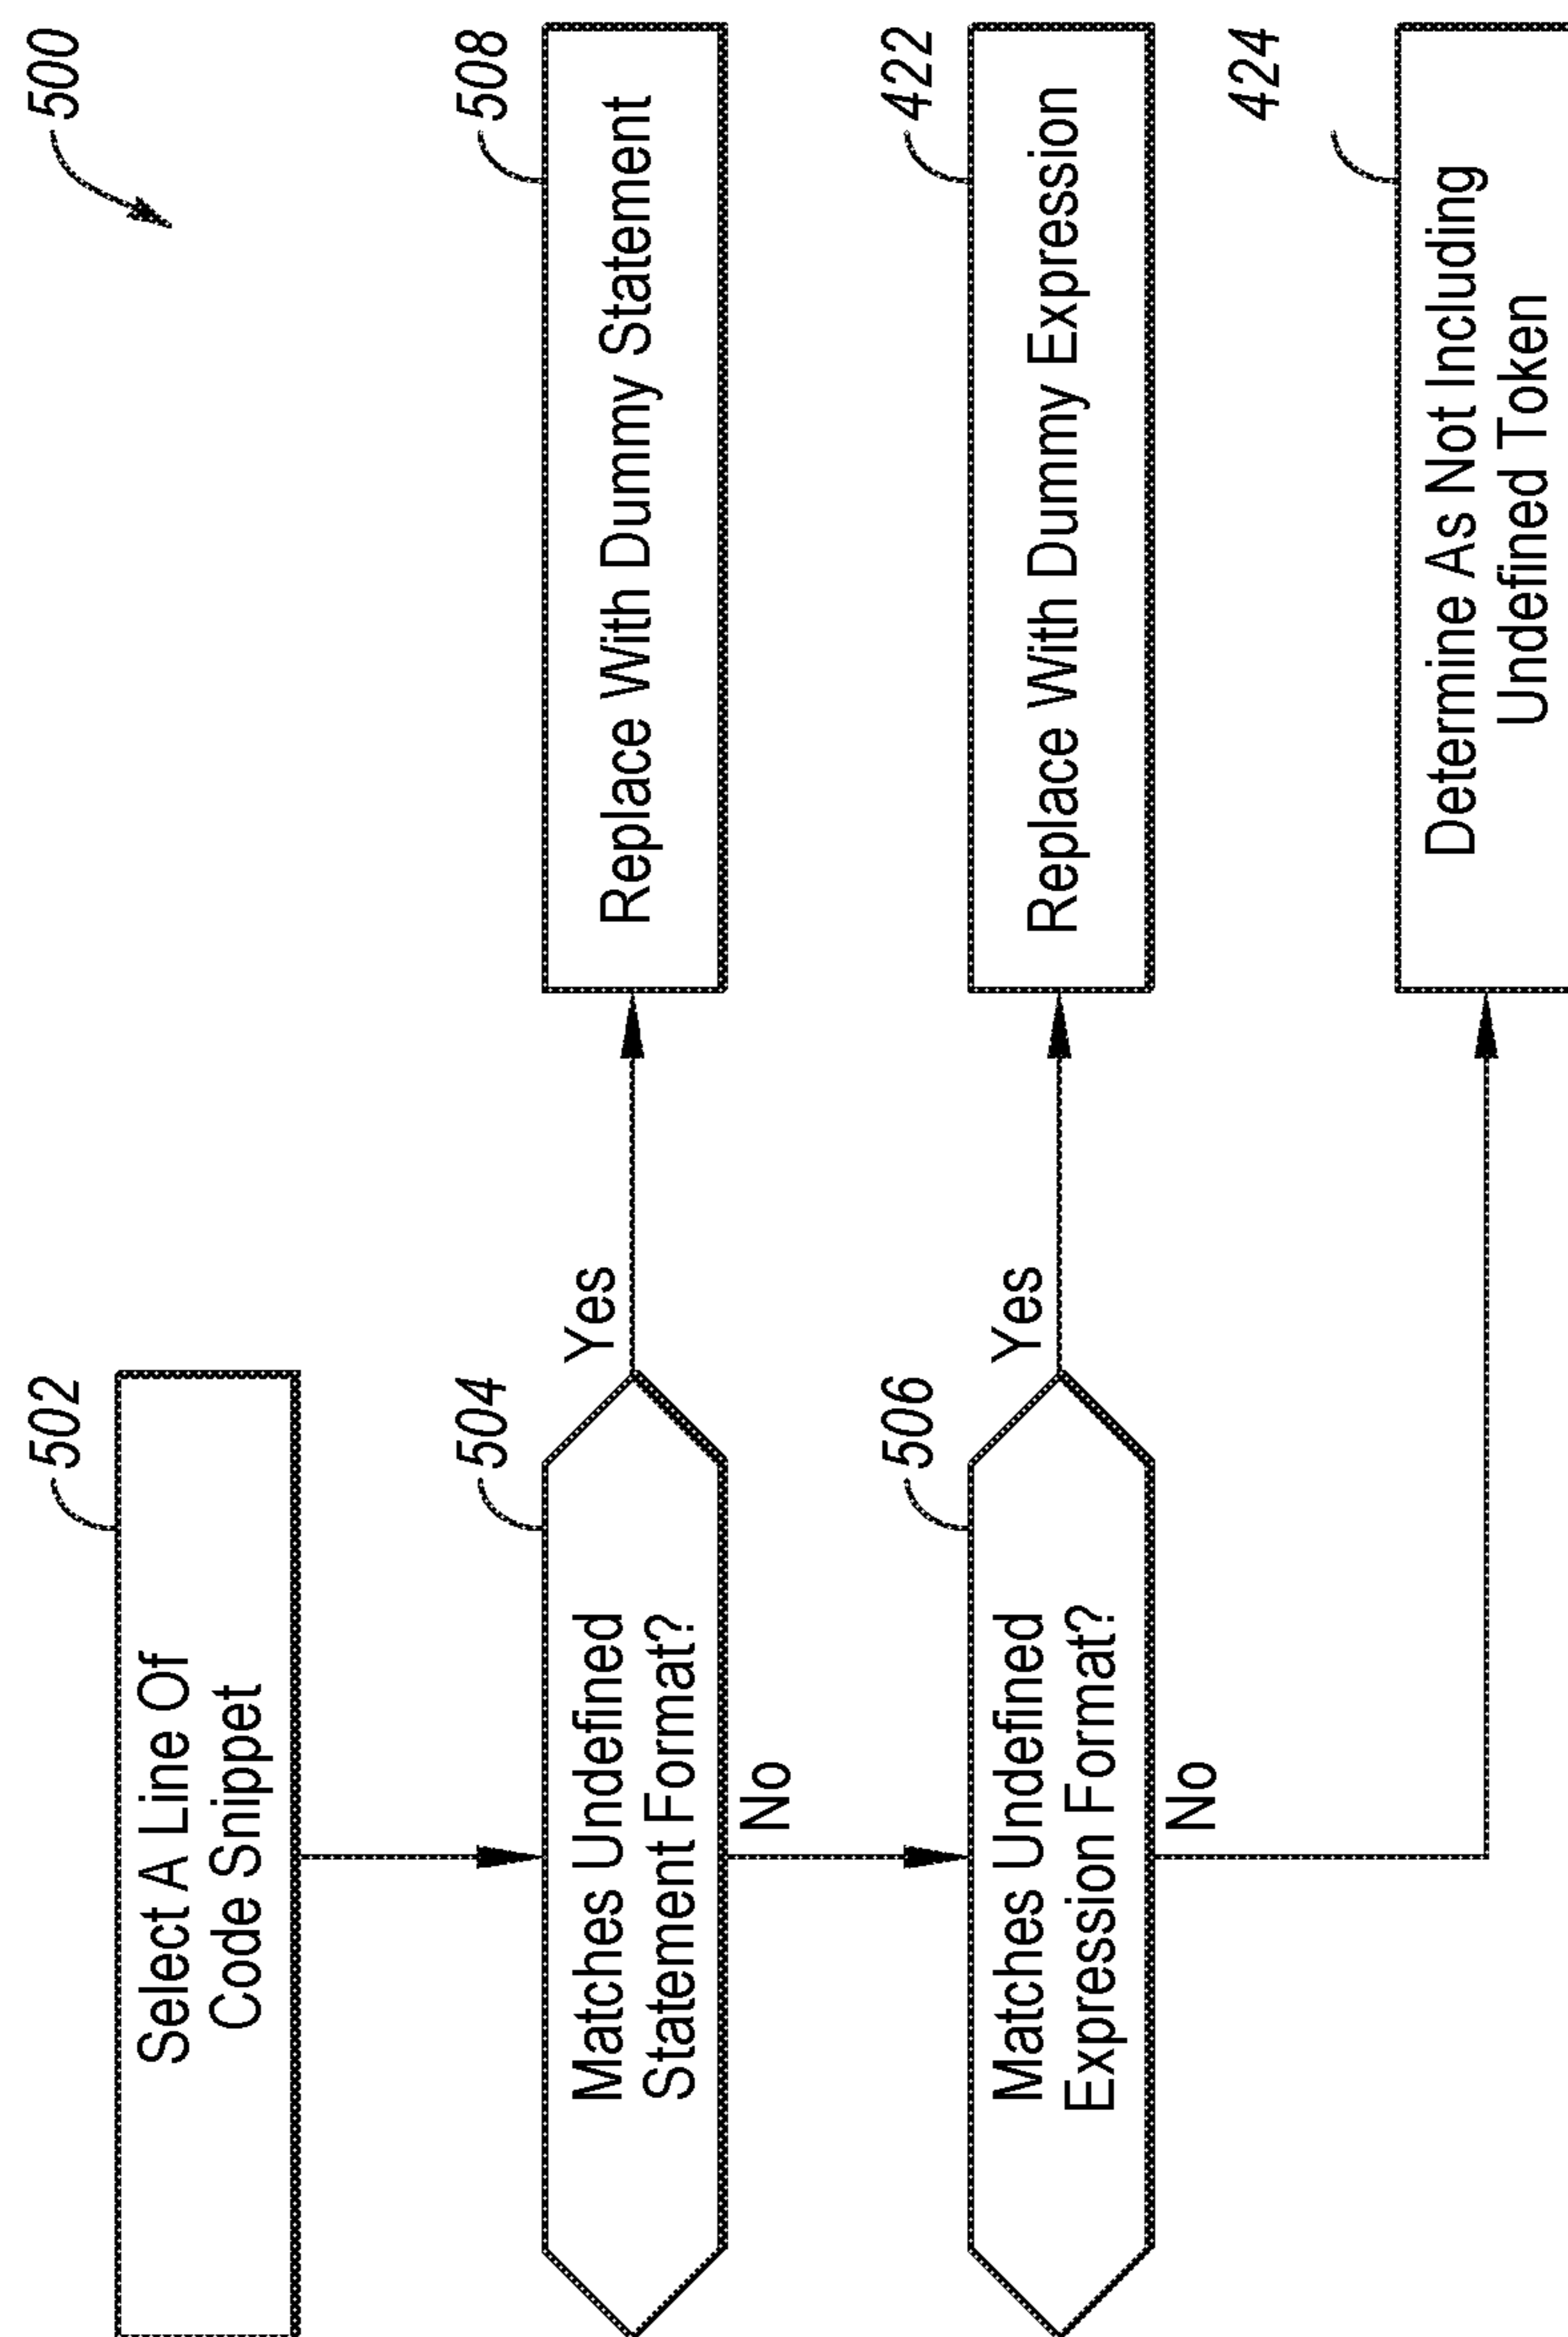 500
502
Select A Line Of
Code Snippet
504
Matches Undefined
Statement Format?
Yes
508
Replace With Dummy Statement
No
506
Matches Undefined
Expression Format?
Yes
422
Replace With Dummy Expression
No
424
Determine As Not Including
Undefined Token